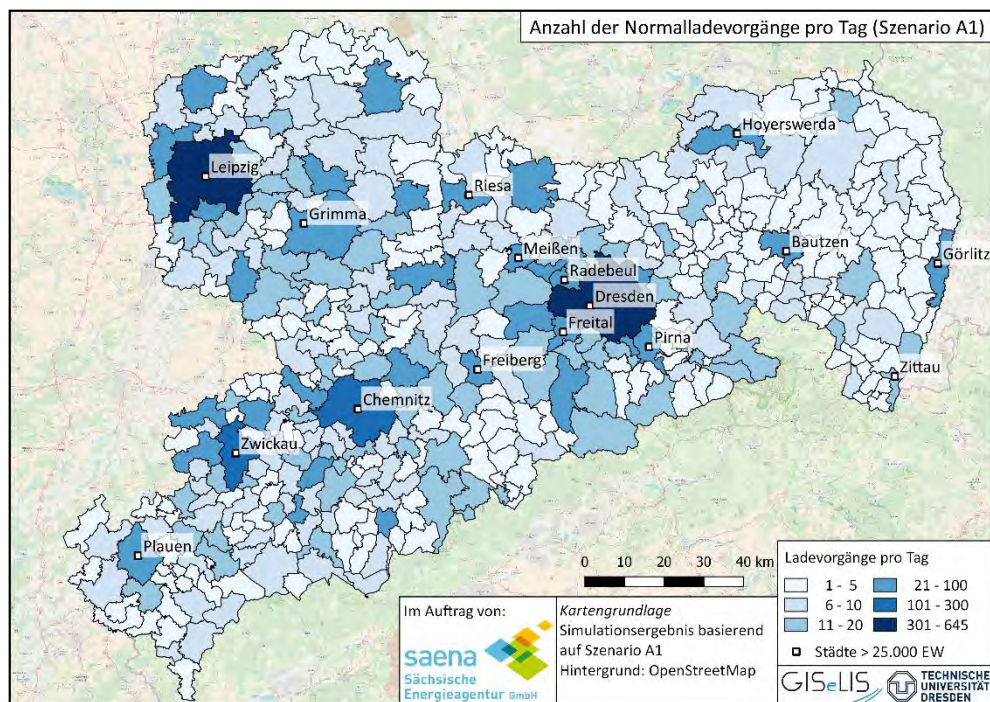 Anzahl der Normalladevorgänge pro Tag (Szenario A1)
Hoyerswerda
Leipzig
Riesa
Grimma
Meißen
Bautzen
Görlitz
Radebeul
Dresden
Freital
Pirna
Freiberg
Zittau
Chemnitz
Zwickau
Plauen
0 10 20 30 40 km
Ladevorgänge pro Tag
1 - 5
21 - 100
6 - 10
101 - 300
11 - 20
301 - 645
Städte > 25.000 EW
Im Auftrag von:
saena
Sächsische
Energieagentur GmbH
Kartengrundlage
Simulationsergebnis basierend
auf Szenario A1
Hintergrund: OpenStreetMap
GISeLIS
TECHNISCHE
UNIVERSITÄT
DRESDEN